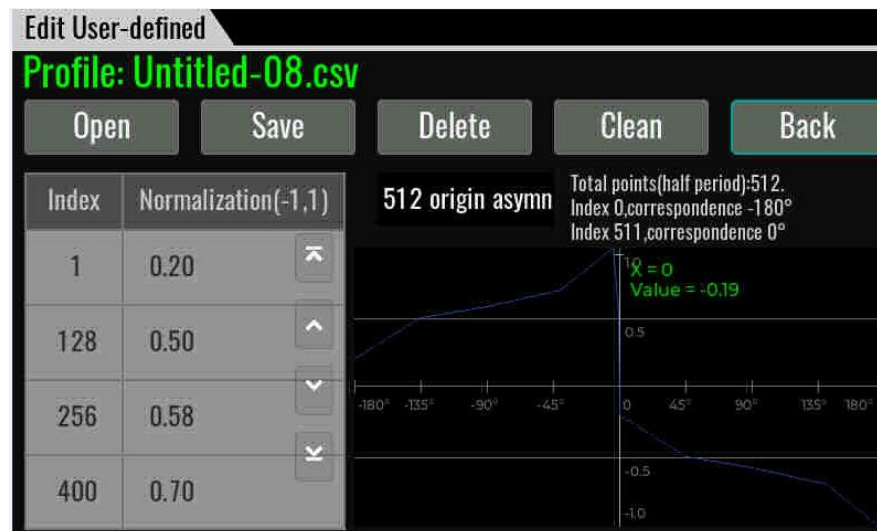 Edit User-defined
Profile: Untitled-08.csv
Open Save Delete Clean Back
Index Normalization(-1,1)
1 0.20
128 0.50
256 0.58
400 0.70
512 origin asymn
Total points(half period):512.
Index 0,correspondence -180°
Index 511,correspondence 0°
1.0
X = 0
Value = -0.19
0.5
-180° -135° -90° -45° 0 45° 90° 135° 180°
-0.5
-1.0